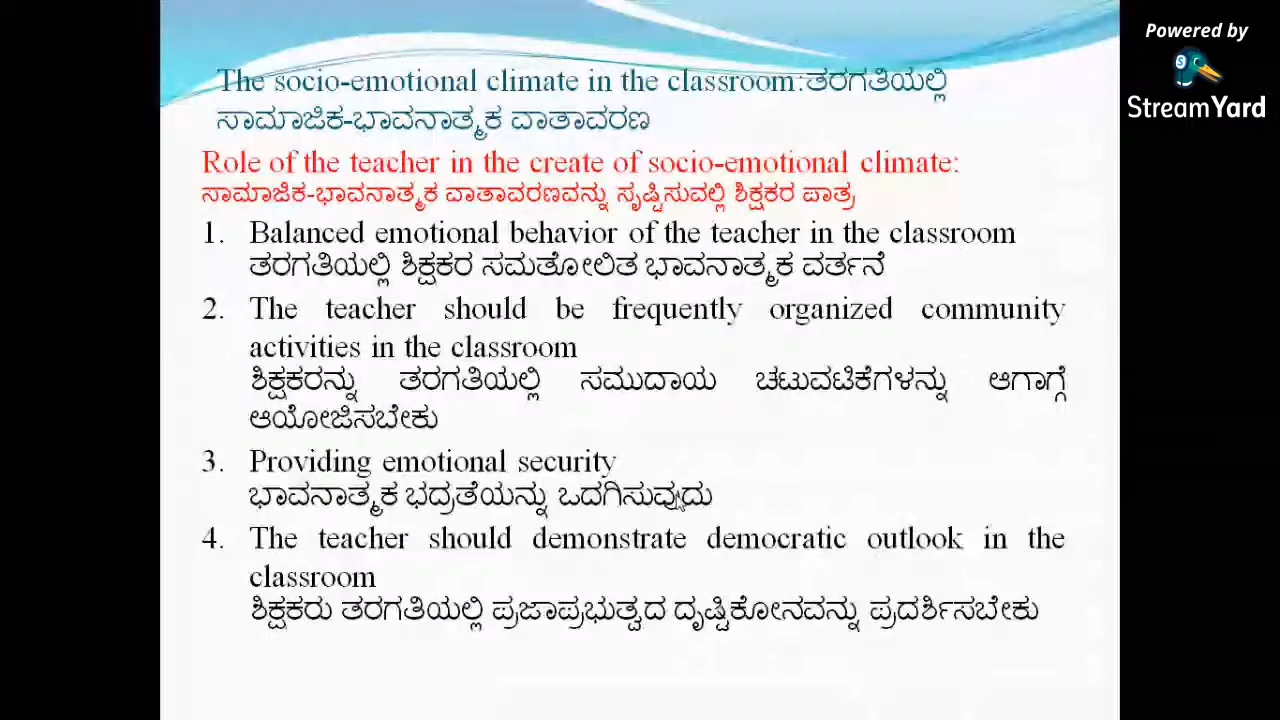 Powered by
StreamYard
The socio-emotional climate in the classroom:ತರಗತಿಯಲ್ಲಿ
ಸಾಮಾಜಿಕ-ಭಾವನಾತ್ಮಕ ವಾತಾವರಣ
Role of the teacher in the create of socio-emotional climate:
ಸಾಮಾಜಿಕ-ಭಾವನಾತ್ಮಕ ವಾತಾವರಣವನ್ನು ಸೃಷ್ಟಿಸುವಲ್ಲಿ ಶಿಕ್ಷಕರ ಪಾತ್ರ
1. Balanced emotional behavior of the teacher in the classroom
ತರಗತಿಯಲ್ಲಿ ಶಿಕ್ಷಕರ ಸಮತೋಲಿತ ಭಾವನಾತ್ಮಕ ವರ್ತನೆ
2. The teacher should be frequently organized community
activities in the classroom
ಶಿಕ್ಷಕರನ್ನು ತರಗತಿಯಲ್ಲಿ ಸಮುದಾಯ ಚಟುವಟಿಕೆಗಳನ್ನು ಆಗಾಗ್ಗೆ
ಆಯೋಜಿಸಬೇಕು
3. Providing emotional security
ಭಾವನಾತ್ಮಕ ಭದ್ರತೆಯನ್ನು ಒದಗಿಸುವುದು
4. The teacher should demonstrate democratic outlook in the
classroom
ಶಿಕ್ಷಕರು ತರಗತಿಯಲ್ಲಿ ಪ್ರಜಾಪ್ರಭುತ್ವದ ದೃಷ್ಟಿಕೋನವನ್ನು ಪ್ರದರ್ಶಿಸಬೇಕು